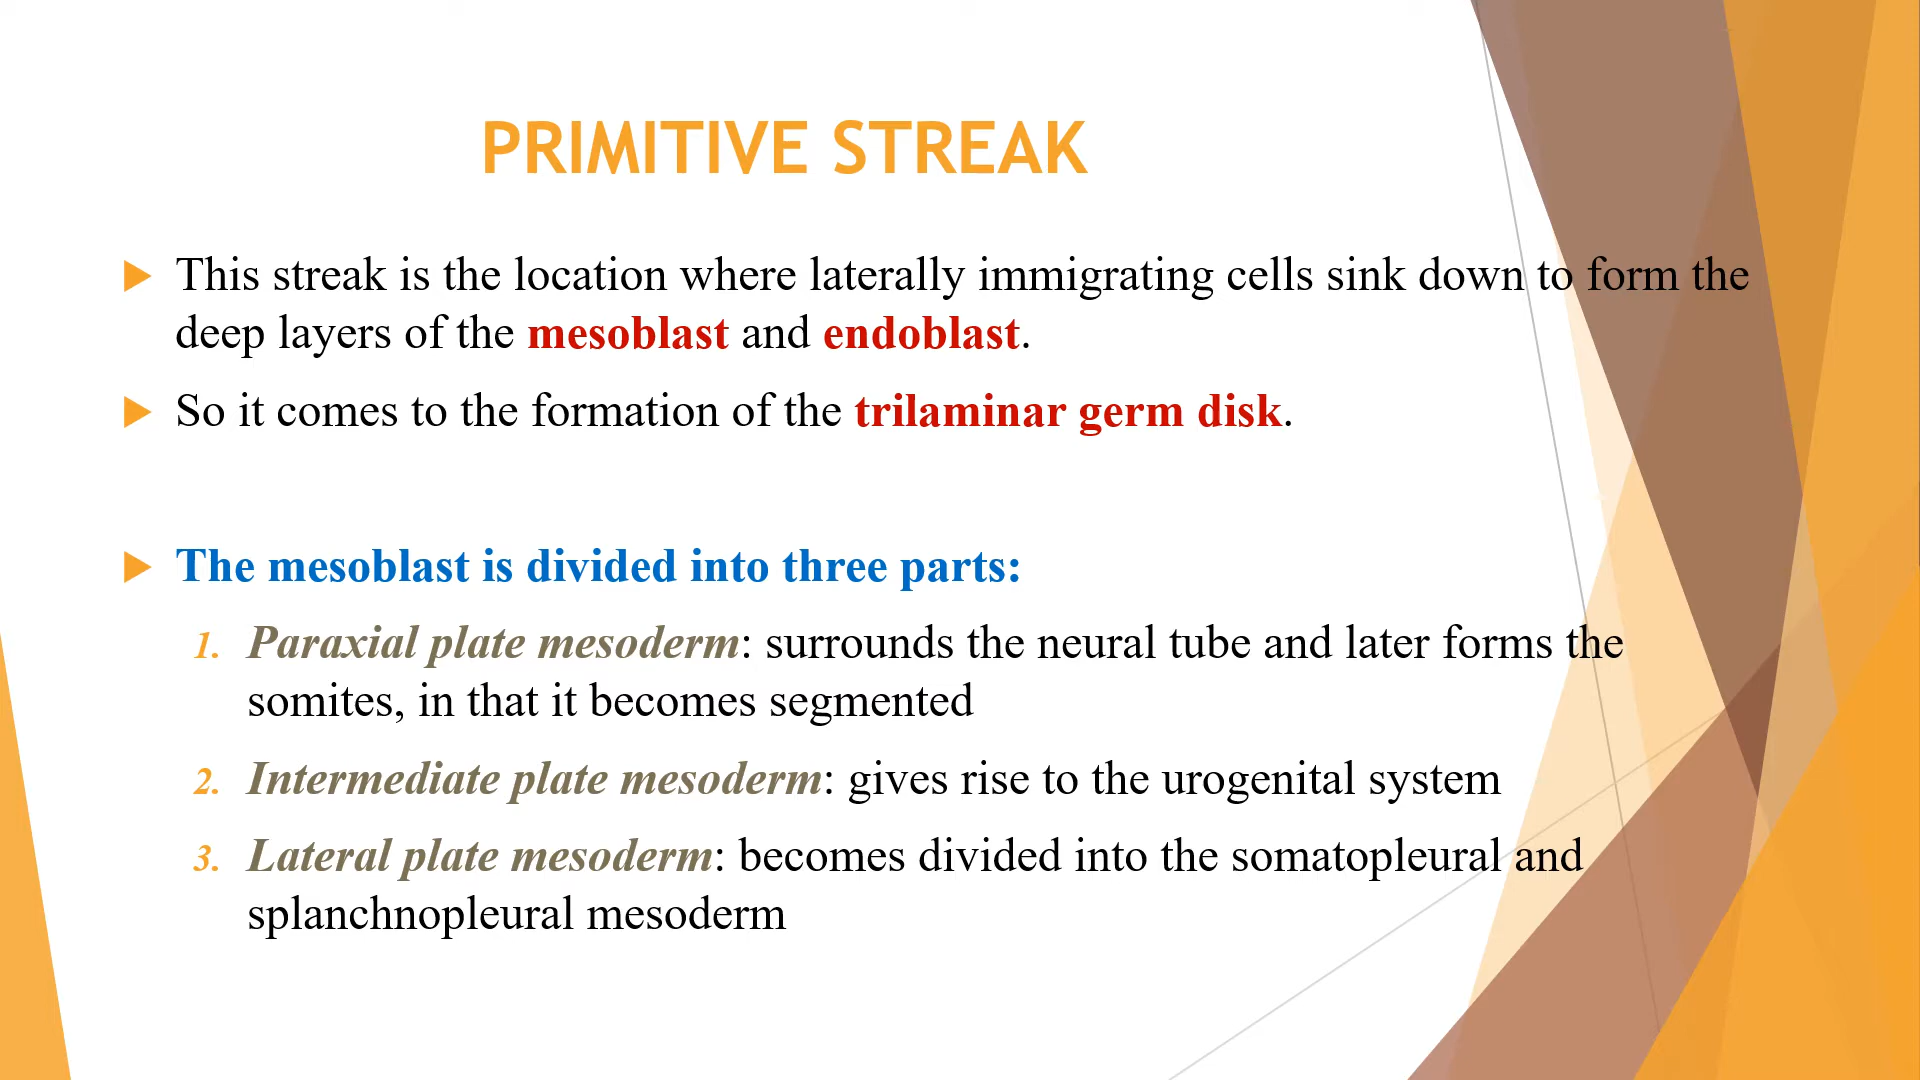 PRIMITIVE STREAK
This streak is the location where laterally immigrating cells sink down to form the
deep layers of the mesoblast and endoblast.
So it comes to the formation of the trilaminar germ disk.
The mesoblast is divided into three parts:
1. Paraxial plate mesoderm: surrounds the neural tube and later forms the
somites, in that it becomes segmented
2. Intermediate plate mesoderm: gives rise to the urogenital system
3. Lateral plate mesoderm: becomes divided into the somatopleural and
splanchnopleural mesoderm